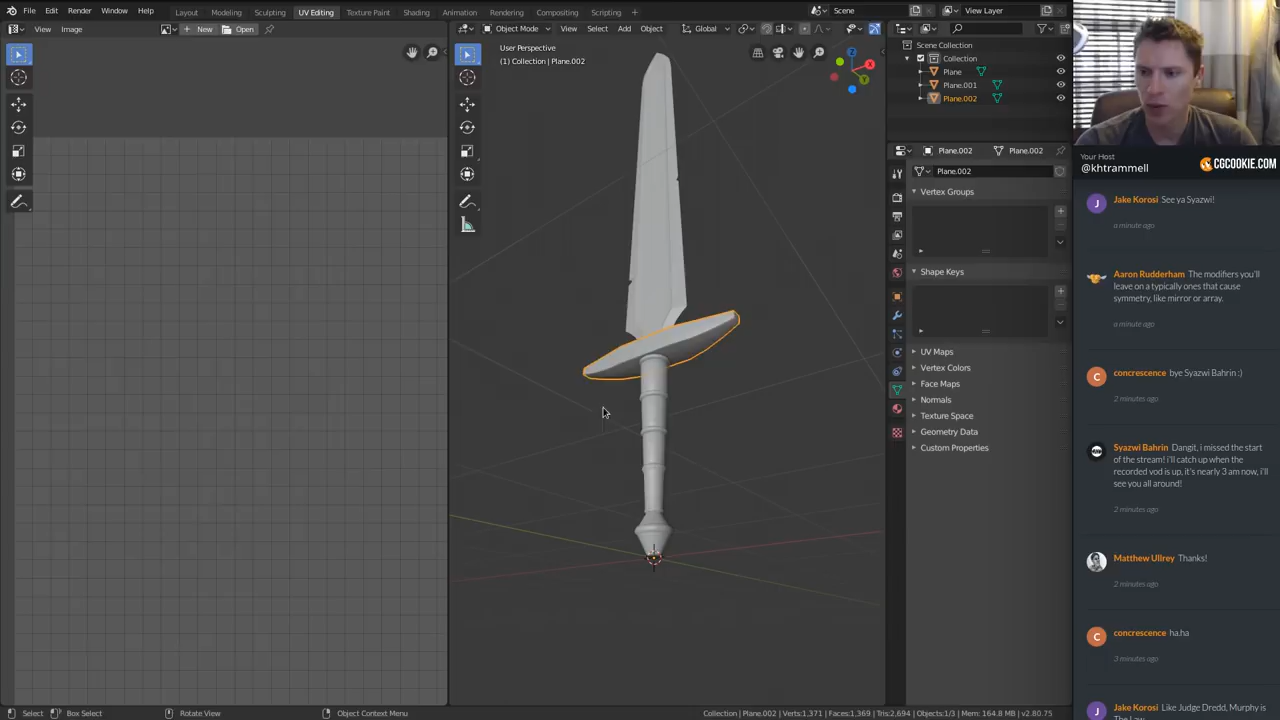 File Edit Render Window Help
Layout Modeling Sculpting UV Editing Texture Paint Shading Animation Rendering Compositing Scripting
Scene
View Layer
View Image
New Open
Object Mode View Select Add Object
Global
User Perspective
(1) Collection | Plane.002
Scene Collection
Collection
Plane
Plane.001
Plane.002
Plane.002 Plane.002
Plane.002
Vertex Groups
Shape Keys
UV Maps
Vertex Colors
Face Maps
Normals
Texture Space
Geometry Data
Custom Properties
Your Host
@khtrammell
CGCOOKIE.COM
J Jake Korosi See ya Syazwi!
a minute ago
Aaron Rudderham The modifiers you'll
leave on a typically ones that cause
symmetry, like mirror or array.
a minute ago
C concrescence bye Syazwi Bahrin :)
2 minutes ago
Syazwi Bahrin Dangit, i missed the start
of the stream! i'll catch up when the
recorded vod is up, it's nearly 3 am now, i'll
see you all around!
2 minutes ago
Matthew Ullrey Thanks!
2 minutes ago
C concrescence ha.ha
3 minutes ago
J Jake Korosi Like Judge Dredd, Murphy is
The Law
Select Box Select Rotate View Object Context Menu
Collection | Plane.002 | Verts:1,371 | Faces:1,369 | Tris:2,694 | Objects:1/3 | Mem: 164.8 MB | v2.80.75